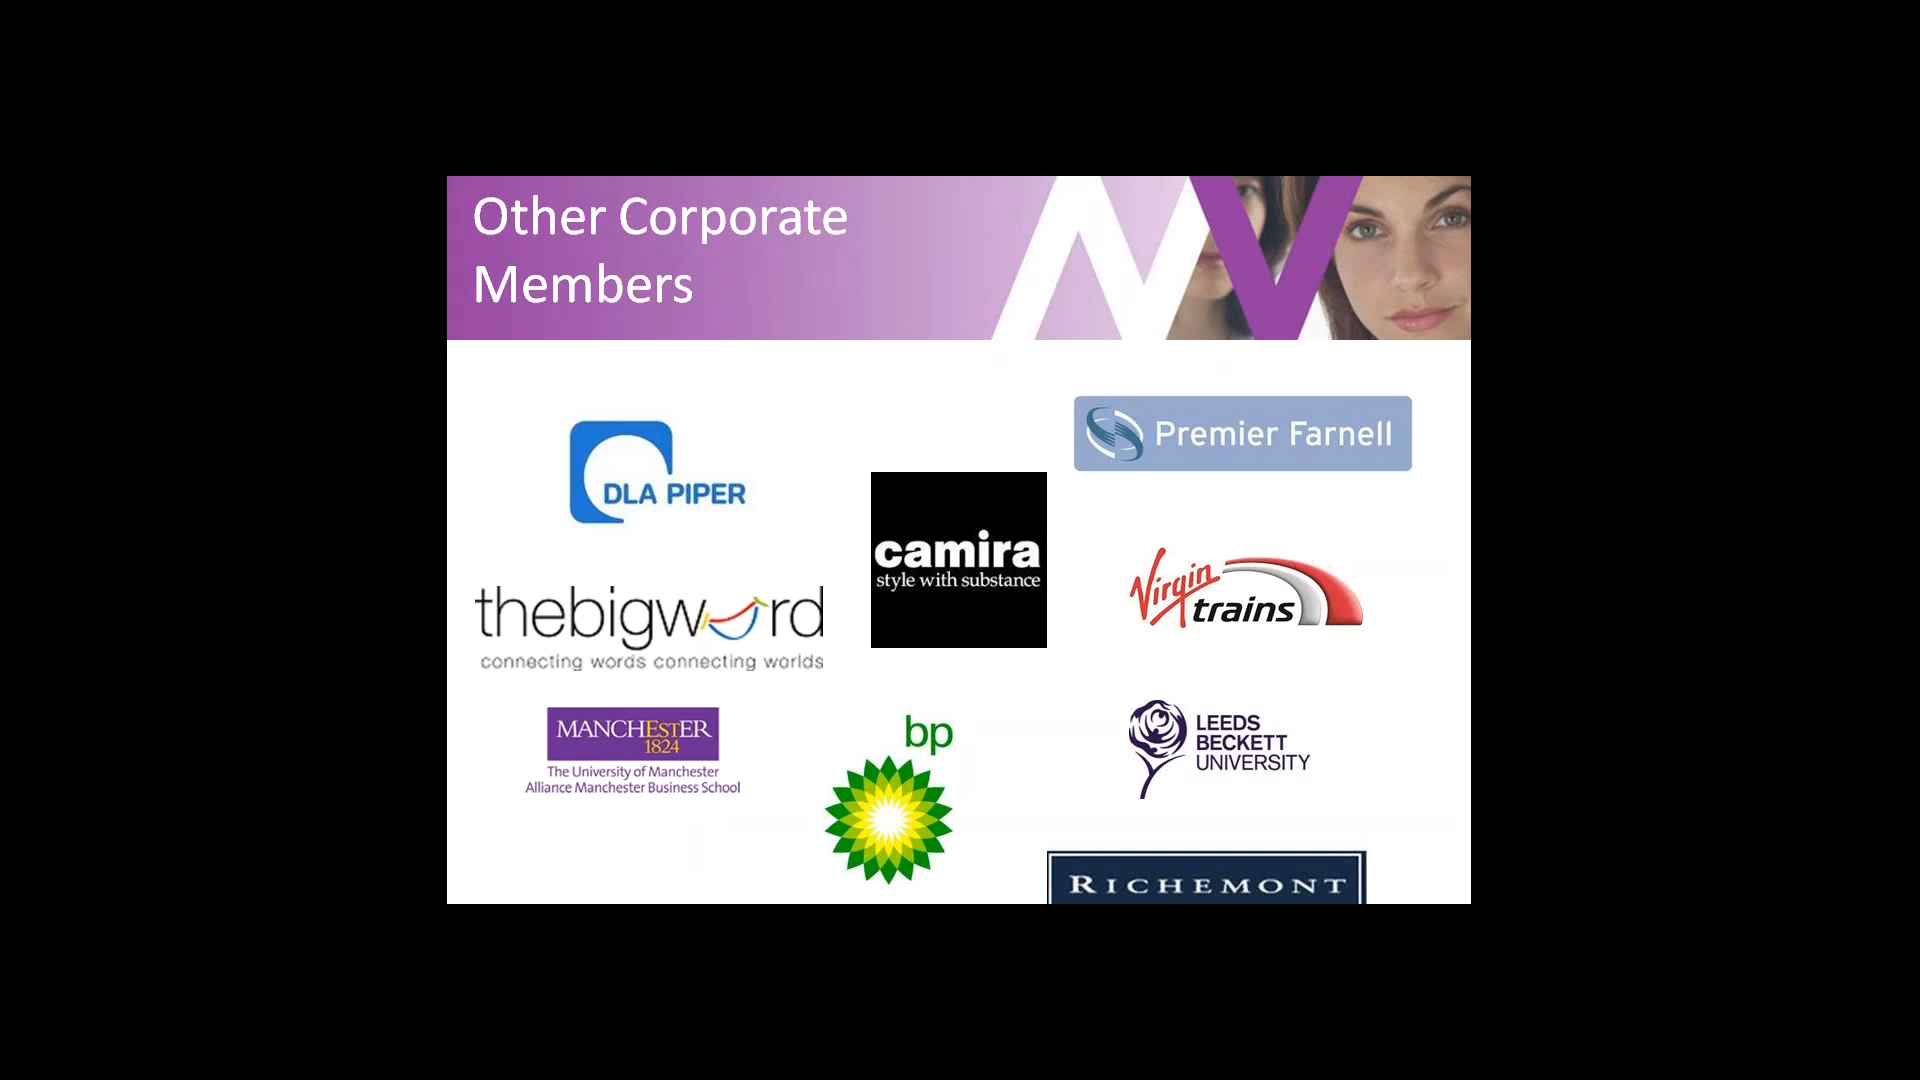 Other Corporate
Members
Premier Farnell
DLA PIPER
camira
style with substance
Virgin
trains
thebigword
connecting words connecting worlds
MANCHESTER
1824
The University of Manchester
Alliance Manchester Business School
bp
LEEDS
BECKETT
UNIVERSITY
RICHEMONT